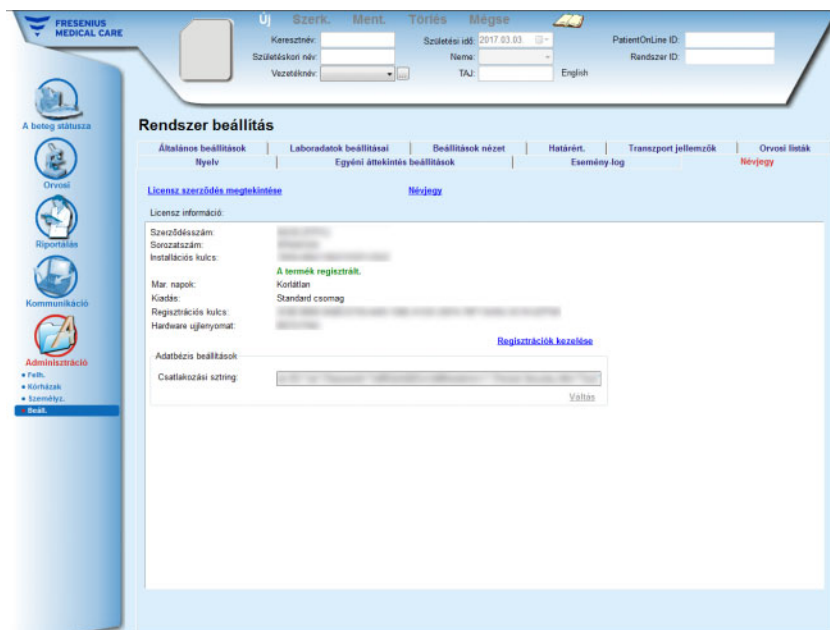 FRESENIUS
MEDICAL CARE
Új Szerk. Ment. Törlés Mégse
Keresztnév: Születési idő: 2017.03.03. PatientOnLine ID:
Születéskori név: Neme: Rendszer ID:
Vezetéknév: ... TAJ: English
A beteg státusza
Orvosi
Riportálás
Kommunikáció
Adminisztráció
Felh.
Kórházak
Személyz.
Beáll.
Rendszer beállítás
Általános beállítások Laboradatok beállításai Beállítások nézet Határért. Transzport jellemzők Orvosi listák
Nyelv Egyéni áttekintés beállítások Esemény-log Névjegy
Licensz szerződés megtekintése Névjegy
Licensz információ:
Szerződésszám:
Sorozatszám:
Installációs kulcs:
A termék regisztrált.
Mar. napok: Korlátlan
Kiadás: Standard csomag
Regisztrációs kulcs:
Hardware ujlenyomat:
Regisztrációk kezelése
Adatbézis beállítások
Csatlakozási sztring:
Váltás